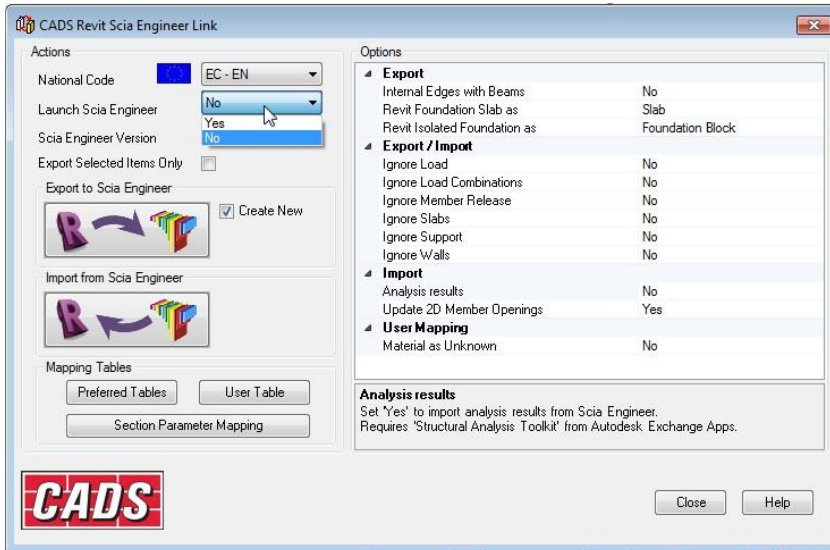 CADS Revit Scia Engineer Link
Actions
National Code
EC - EN
Launch Scia Engineer
No
Yes
No
Scia Engineer Version
Export Selected Items Only
Export to Scia Engineer
Create New
Import from Scia Engineer
Mapping Tables
Preferred Tables
User Table
Section Parameter Mapping
CADS
Options
Export
Internal Edges with Beams No
Revit Foundation Slab as Slab
Revit Isolated Foundation as Foundation Block
Export / Import
Ignore Load No
Ignore Load Combinations No
Ignore Member Release No
Ignore Slabs No
Ignore Support No
Ignore Walls No
Import
Analysis results No
Update 2D Member Openings Yes
User Mapping
Material as Unknown No
Analysis results
Set 'Yes' to import analysis results from Scia Engineer.
Requires 'Structural Analysis Toolkit' from Autodesk Exchange Apps.
Close
Help